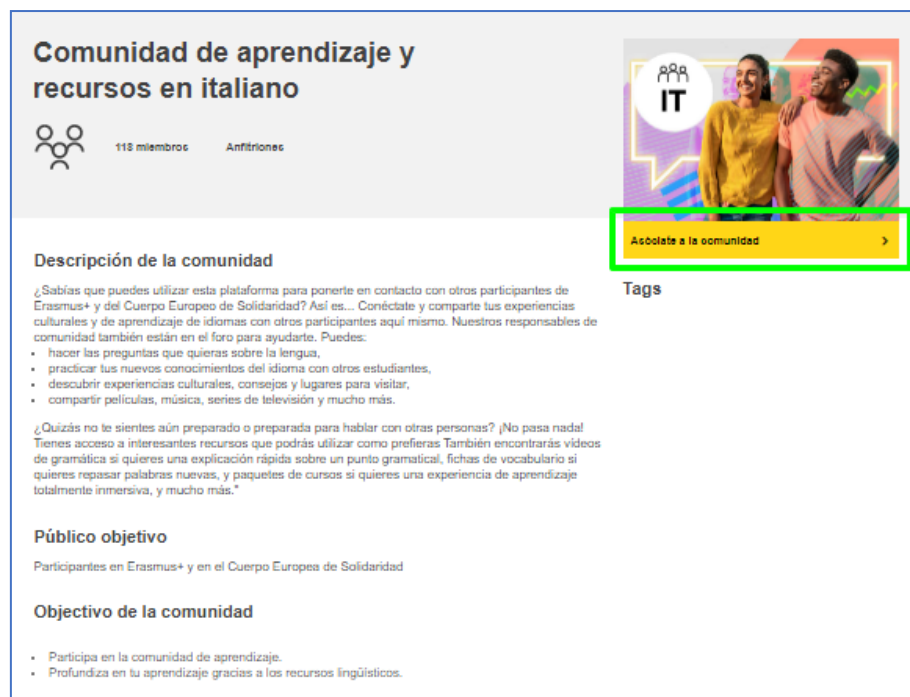 Comunidad de aprendizaje y
recursos en italiano
118 miembros Anfitriones
IT
Asóciate a la comunidad
Tags
Descripción de la comunidad
¿Sabías que puedes utilizar esta plataforma para ponerte en contacto con otros participantes de
Erasmus+ y del Cuerpo Europeo de Solidaridad? Así es... Conéctate y comparte tus experiencias
culturales y de aprendizaje de idiomas con otros participantes aquí mismo. Nuestros responsables de
comunidad también están en el foro para ayudarte. Puedes:
• hacer las preguntas que quieras sobre la lengua,
• practicar tus nuevos conocimientos del idioma con otros estudiantes,
• descubrir experiencias culturales, consejos y lugares para visitar,
• compartir películas, música, series de televisión y mucho más.
¿Quizás no te sientes aún preparado o preparada para hablar con otras personas? ¡No pasa nada!
Tienes acceso a interesantes recursos que podrás utilizar como prefieras También encontrarás vídeos
de gramática si quieres una explicación rápida sobre un punto gramatical, fichas de vocabulario si
quieres repasar palabras nuevas, y paquetes de cursos si quieres una experiencia de aprendizaje
totalmente inmersiva, y mucho más."
Público objetivo
Participantes en Erasmus+ y en el Cuerpo Europea de Solidaridad
Objectivo de la comunidad
• Participa en la comunidad de aprendizaje.
• Profundiza en tu aprendizaje gracias a los recursos lingüísticos.